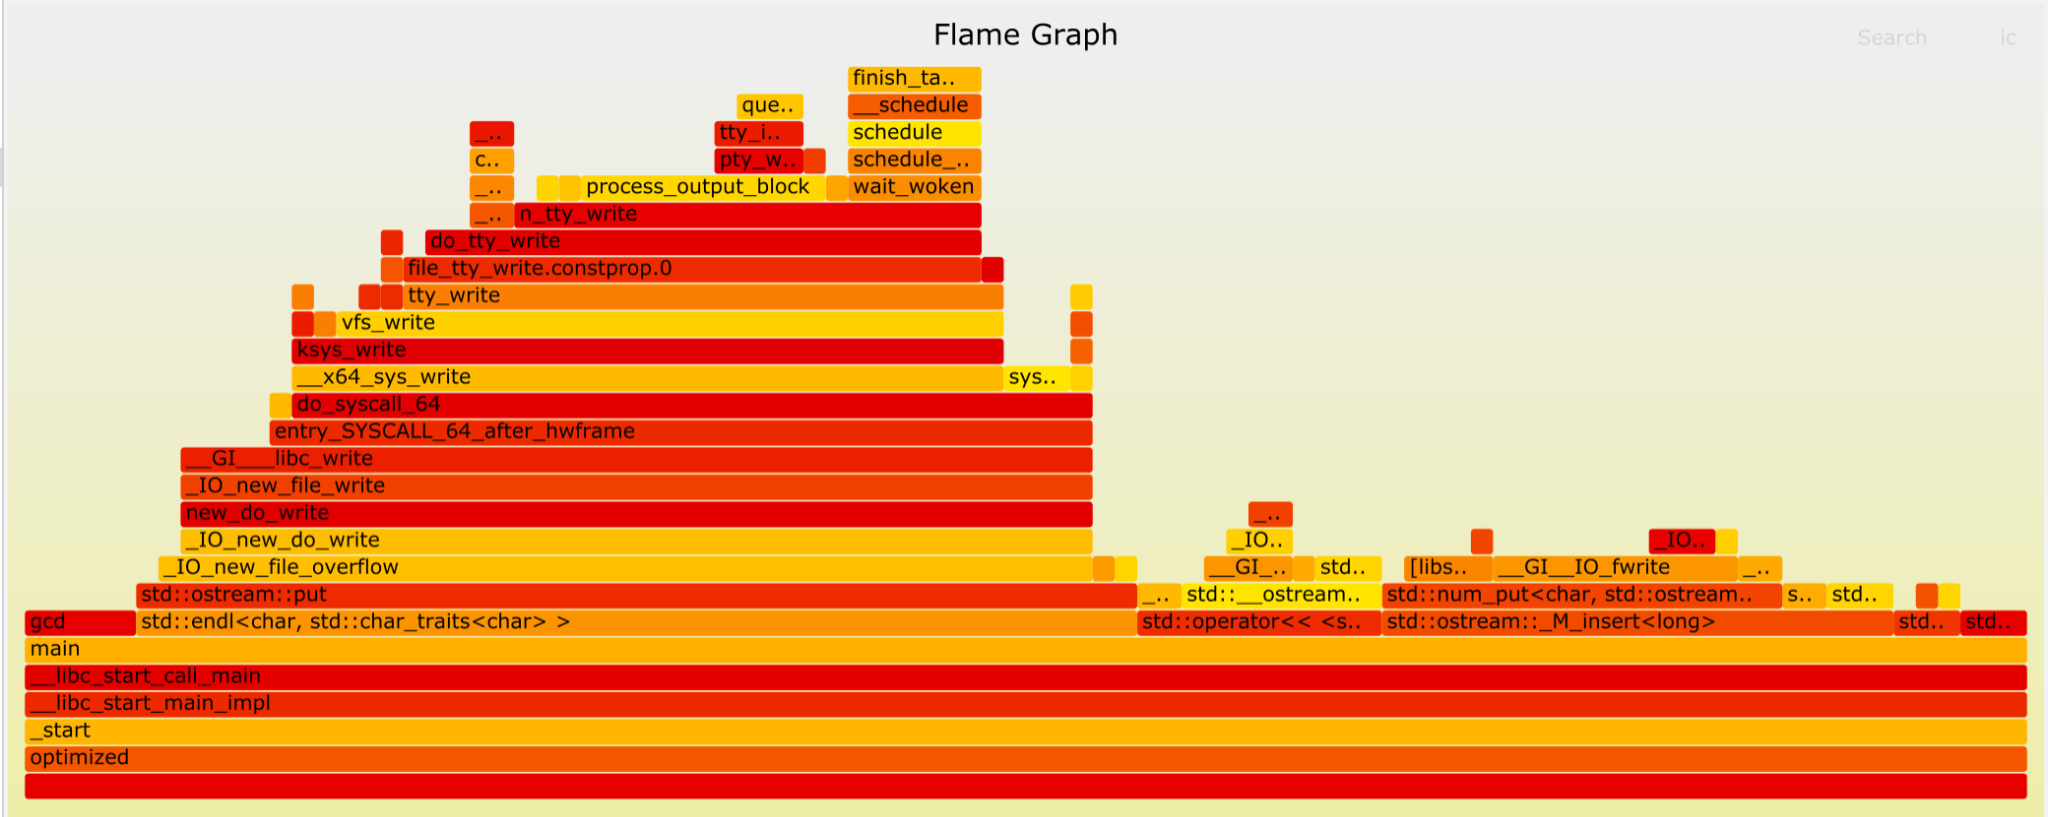 Flame Graph
Search ic
finish_ta..
que.. __schedule
_.. tty_i.. schedule
c.. pty_w.. schedule_..
_.. process_output_block wait_woken
_.. n_tty_write
do_tty_write
file_tty_write.constprop.0
tty_write
vfs_write
ksys_write
__x64_sys_write sys..
do_syscall_64
entry_SYSCALL_64_after_hwframe
__GI___libc_write
_IO_new_file_write
new_do_write _..
_IO_new_do_write _IO.. _IO..
_IO_new_file_overflow __GI_.. std.. [libs.. __GI__IO_fwrite _..
std::ostream::put _.. std::__ostream.. std::num_put<char, std::ostream.. s.. std..
gcd std::endl<char, std::char_traits<char> > std::operator<< <s.. std::ostream::_M_insert<long> std.. std..
main
__libc_start_call_main
__libc_start_main_impl
_start
optimized